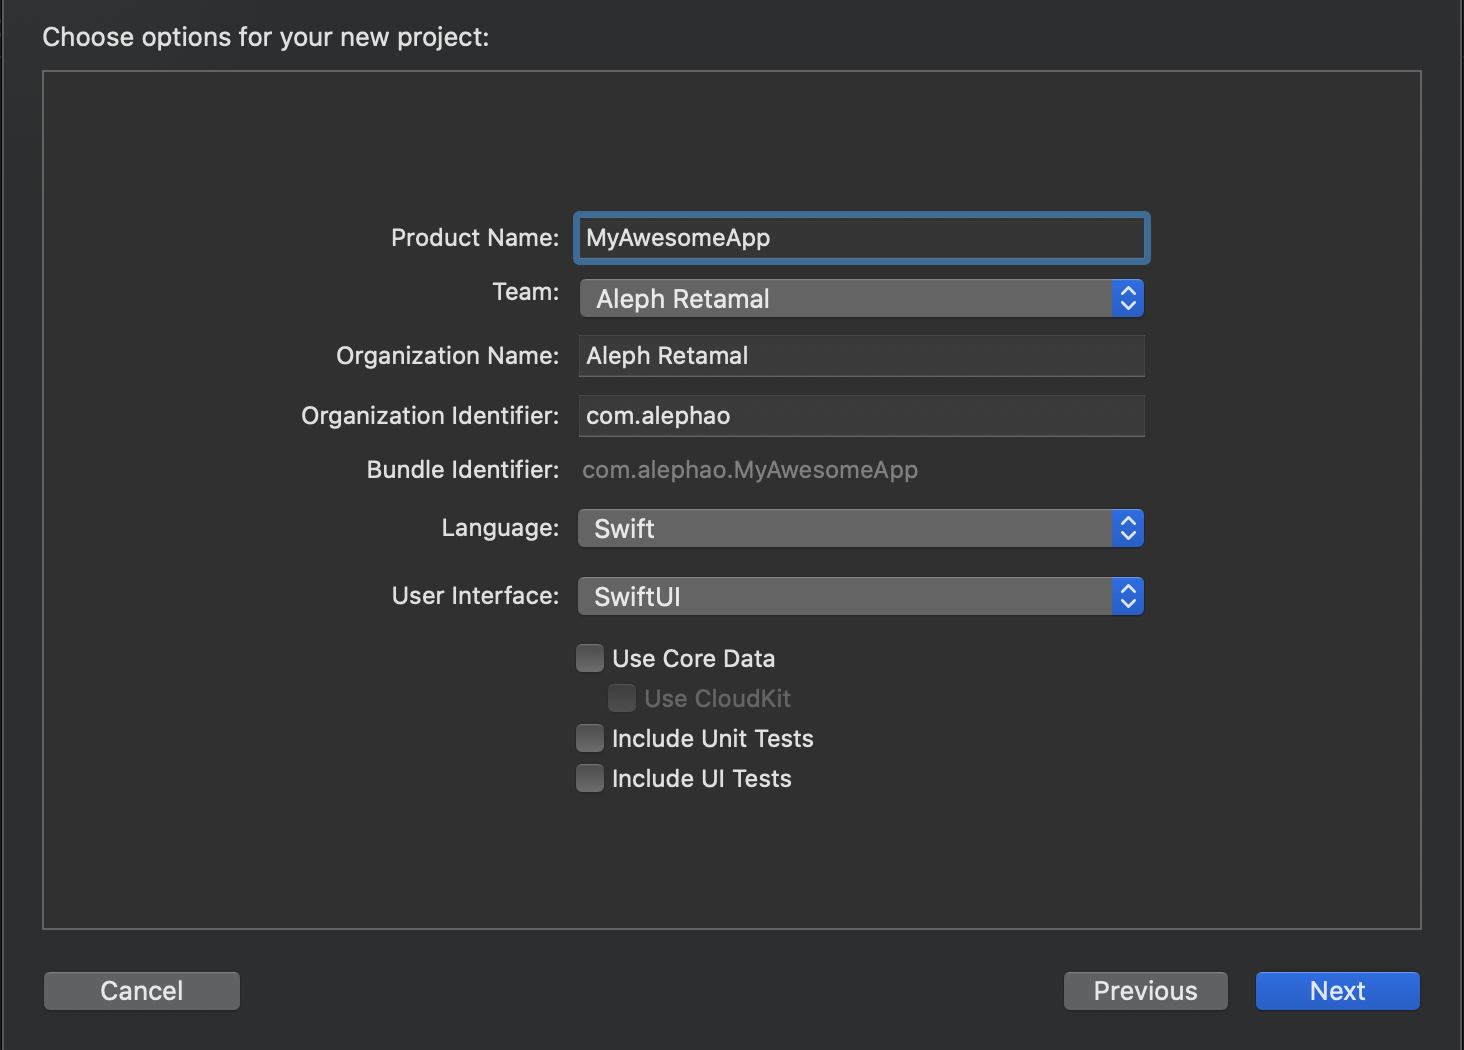 Choose options for your new project:
Product Name: MyAwesomeApp
Team: Aleph Retamal
Organization Name: Aleph Retamal
Organization Identifier: com.alephao
Bundle Identifier: com.alephao.MyAwesomeApp
Language: Swift
User Interface: SwiftUI
Use Core Data
Use CloudKit
Include Unit Tests
Include UI Tests
Cancel Previous Next